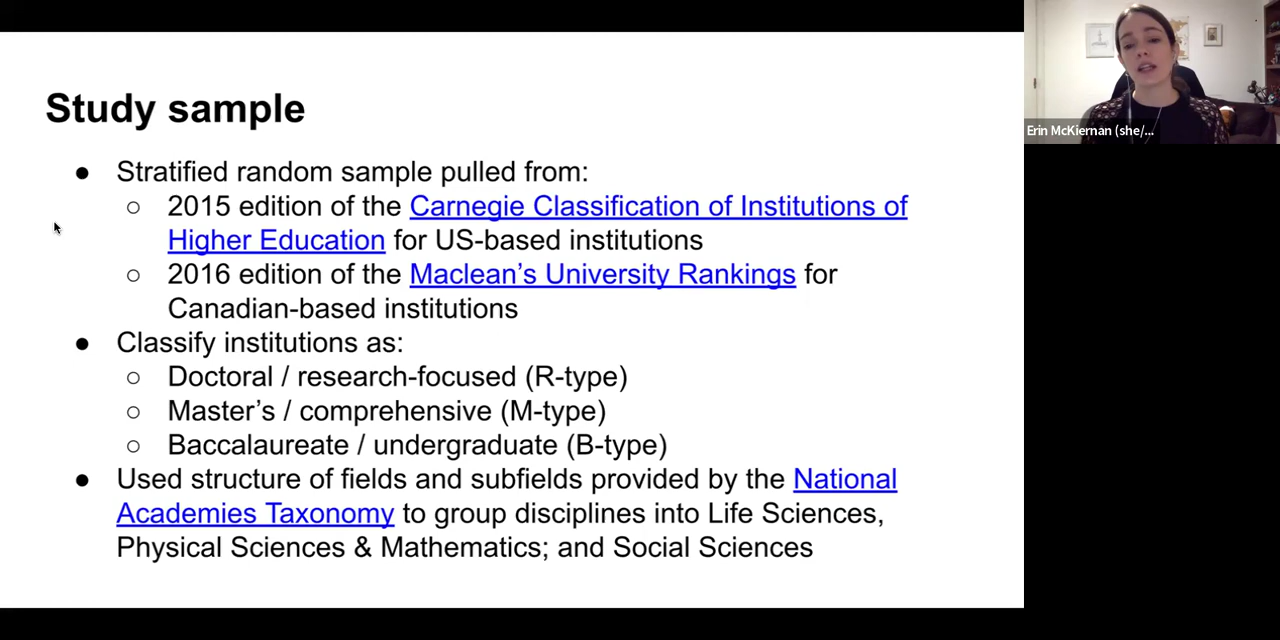 Study sample
● Stratified random sample pulled from:
○ 2015 edition of the Carnegie Classification of Institutions of
Higher Education for US-based institutions
○ 2016 edition of the Maclean’s University Rankings for
Canadian-based institutions
● Classify institutions as:
○ Doctoral / research-focused (R-type)
○ Master’s / comprehensive (M-type)
○ Baccalaureate / undergraduate (B-type)
● Used structure of fields and subfields provided by the National
Academies Taxonomy to group disciplines into Life Sciences,
Physical Sciences & Mathematics; and Social Sciences
Erin McKiernan (she/...